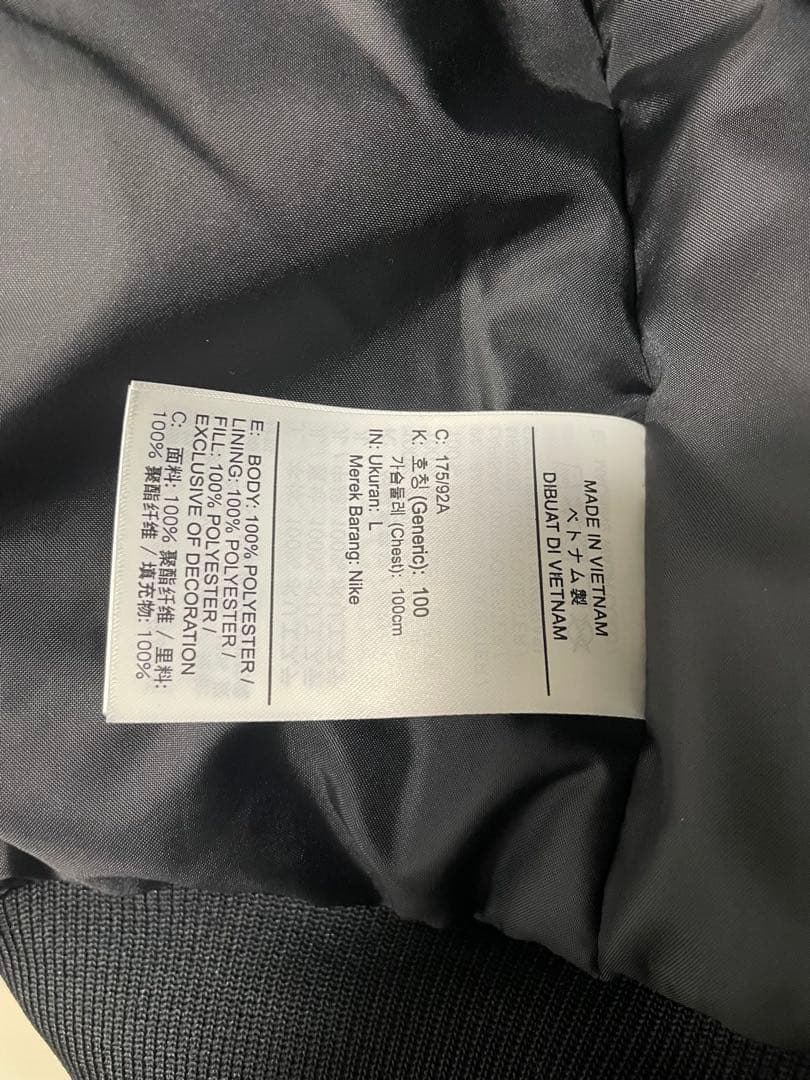 MADE IN VIETNAM
ベトナム製
DIBUAT DI VIETNAM
C: 175/92A
K: 호칭 (Generic): 100
가슴둘레 (Chest): 100cm
IN: Ukuran: L
Merek Barang: Nike
E: BODY: 100% POLYESTER /
LINING: 100% POLYESTER /
FILL: 100% POLYESTER /
EXCLUSIVE OF DECORATION
C: 面料: 100% 聚酯纤维 / 里料:
100% 聚酯纤维 / 填充物: 100%